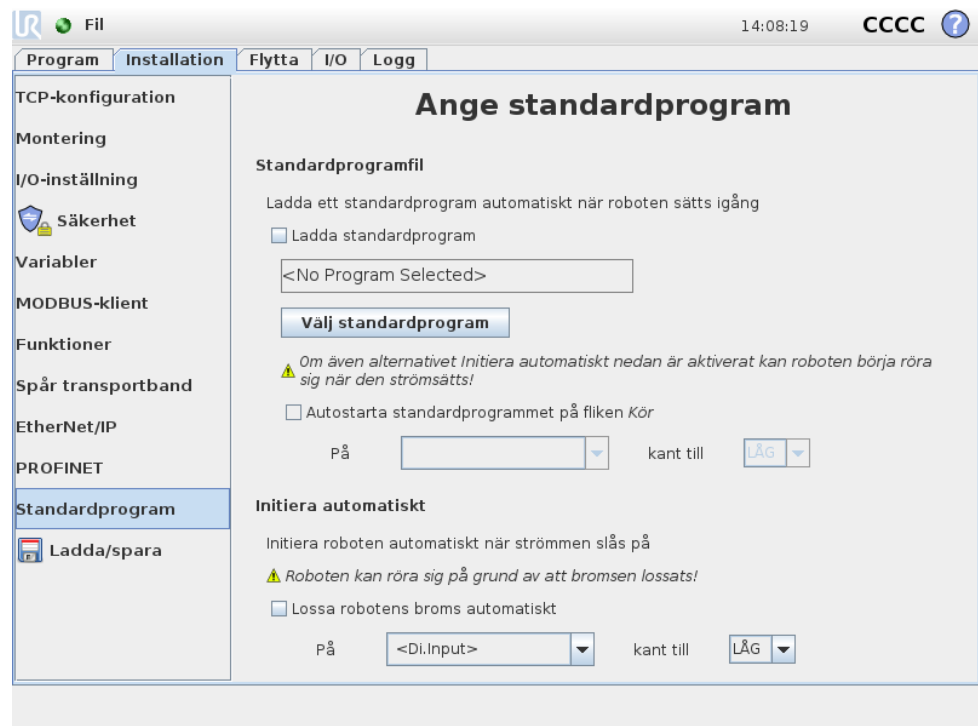 UR Fil 14:08:19 CCCC ?
Program Installation Flytta I/O Logg
TCP-konfiguration
Montering
I/O-inställning
Säkerhet
Variabler
MODBUS-klient
Funktioner
Spår transportband
EtherNet/IP
PROFINET
Standardprogram
Ladda/spara
Ange standardprogram
Standardprogramfil
Ladda ett standardprogram automatiskt när roboten sätts igång
Ladda standardprogram
<No Program Selected>
Välj standardprogram
Om även alternativet Initiera automatiskt nedan är aktiverat kan roboten börja röra
sig när den strömsätts!
Autostarta standardprogrammet på fliken Kör
På kant till LÅG
Initiera automatiskt
Initiera roboten automatiskt när strömmen slås på
Roboten kan röra sig på grund av att bromsen lossats!
Lossa robotens broms automatiskt
På <Di.Input> kant till LÅG